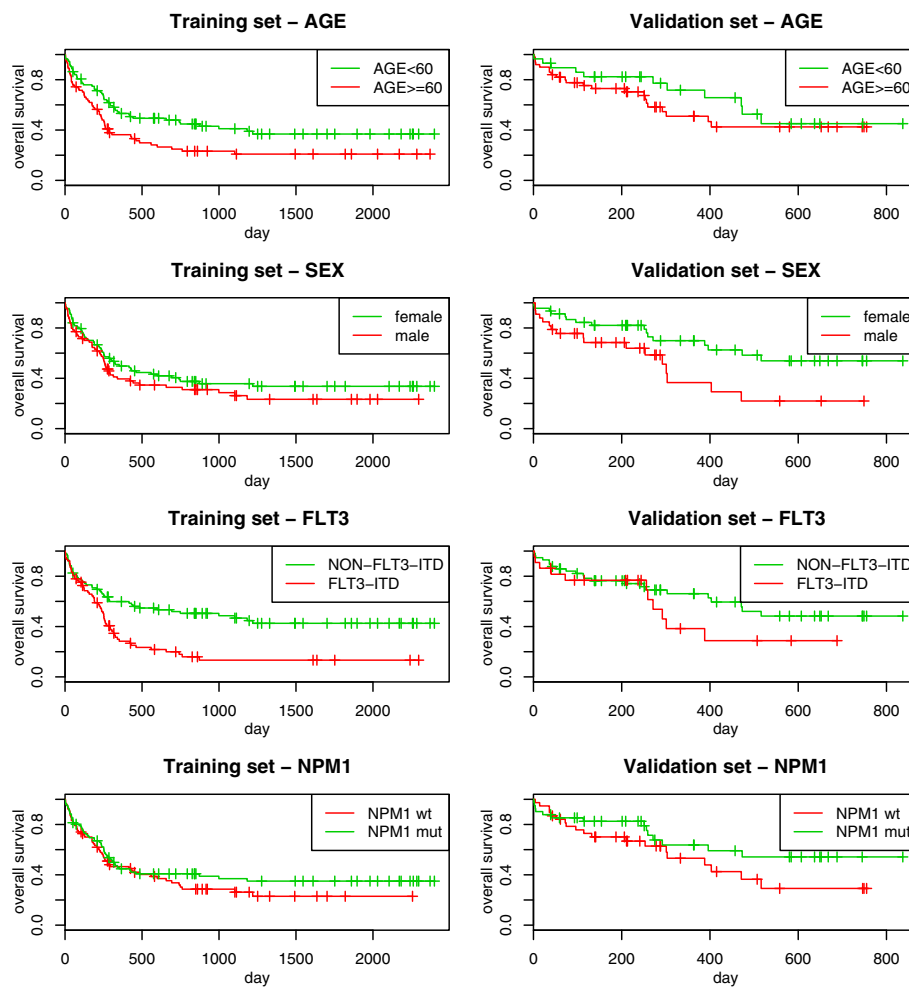 Training set – AGE
overall survival
0.0 0.4 0.8
AGE<60
AGE>=60
0 500 1000 1500 2000
day
Validation set – AGE
overall survival
0.0 0.4 0.8
AGE<60
AGE>=60
0 200 400 600 800
day
Training set – SEX
overall survival
0.0 0.4 0.8
female
male
0 500 1000 1500 2000
day
Validation set – SEX
overall survival
0.0 0.4 0.8
female
male
0 200 400 600 800
day
Training set – FLT3
overall survival
0.0 0.4 0.8
NON–FLT3–ITD
FLT3–ITD
0 500 1000 1500 2000
day
Validation set – FLT3
overall survival
0.0 0.4 0.8
NON–FLT3–ITD
FLT3–ITD
0 200 400 600 800
day
Training set – NPM1
overall survival
0.0 0.4 0.8
NPM1 wt
NPM1 mut
0 500 1000 1500 2000
day
Validation set – NPM1
overall survival
0.0 0.4 0.8
NPM1 wt
NPM1 mut
0 200 400 600 800
day